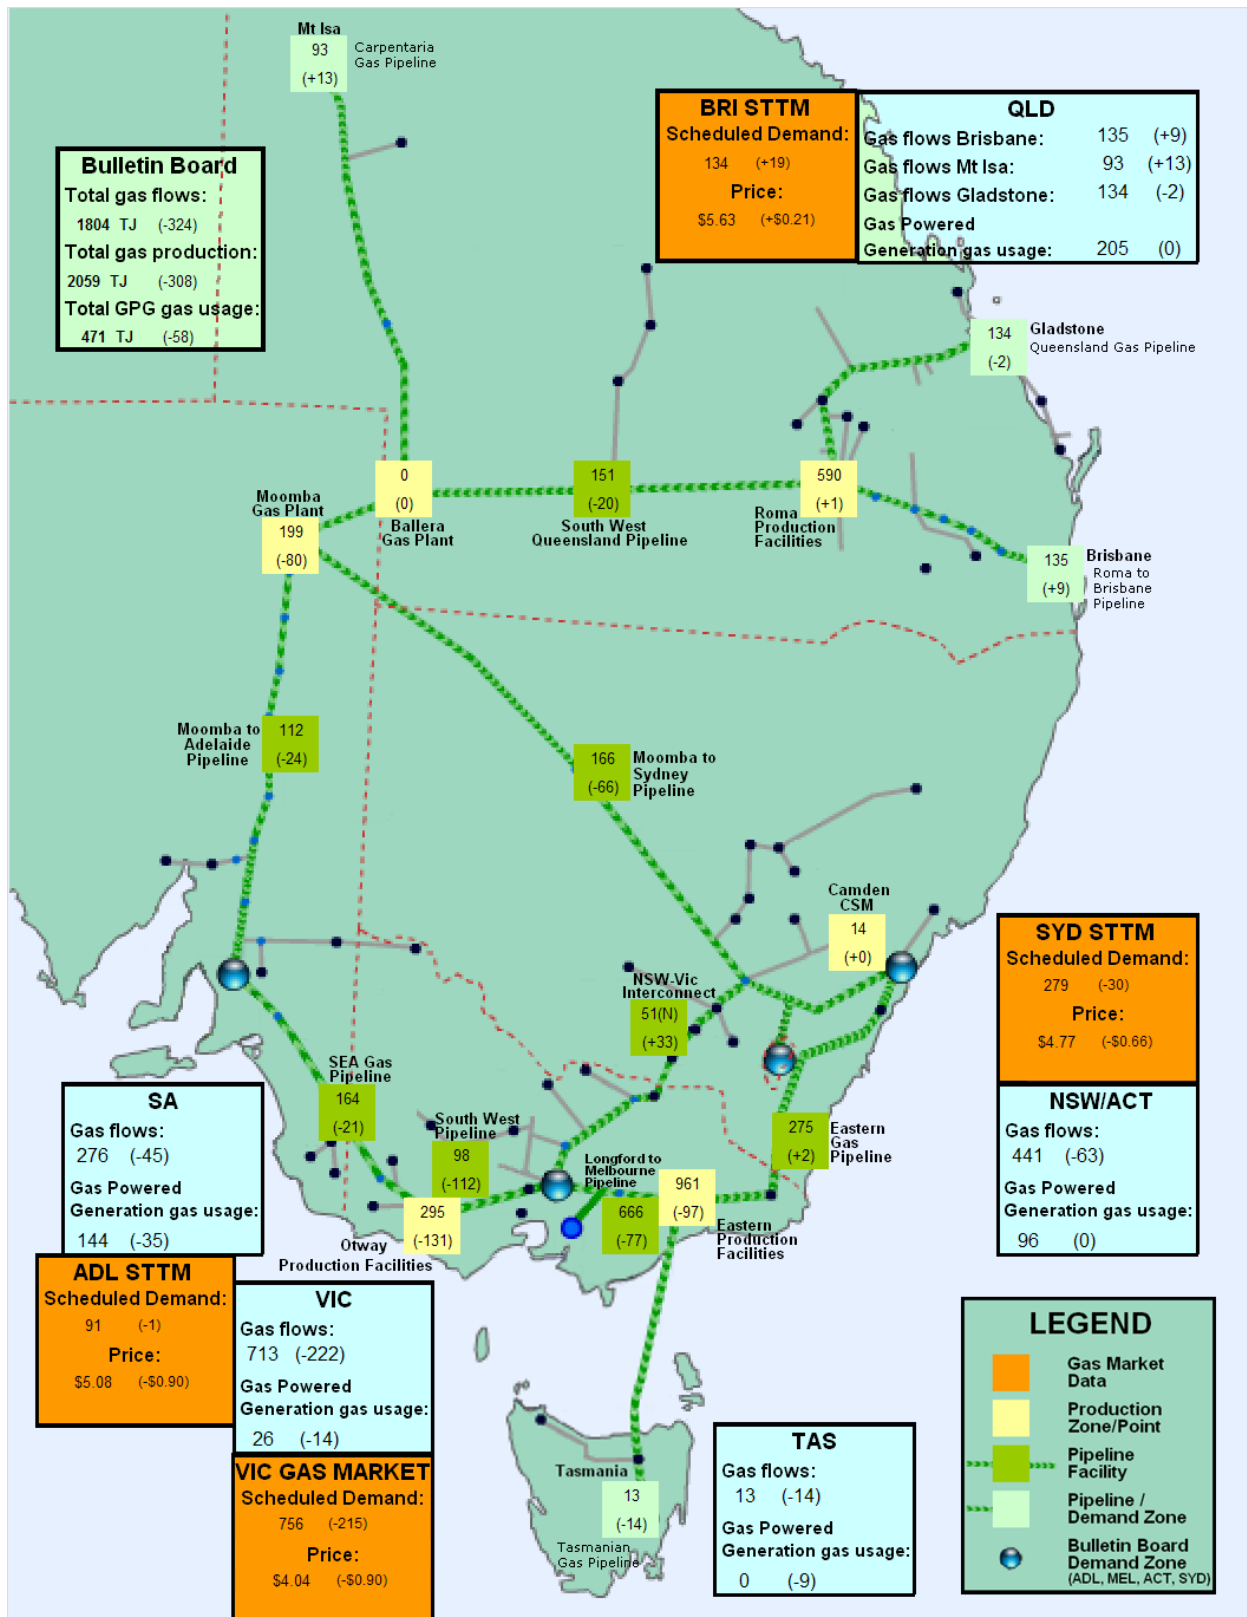 Mt Isa
93
(+13)
Carpentaria
Gas Pipeline
BRI STTM
Scheduled Demand:
134 (+19)
Price:
$5.63 (+$0.21)
QLD
Gas flows Brisbane: 135 (+9)
Gas flows Mt Isa: 93 (+13)
Gas flows Gladstone: 134 (-2)
Gas Powered
Generation gas usage: 205 (0)
Bulletin Board
Total gas flows:
1804 TJ (-324)
Total gas production:
2059 TJ (-308)
Total GPG gas usage:
471 TJ (-58)
134
(-2)
Gladstone
Queensland Gas Pipeline
0
(0)
Ballera
Gas Plant
151
(-20)
South West
Queensland Pipeline
590
(+1)
Roma
Production
Facilities
Moomba
Gas Plant
199
(-80)
135
(+9)
Brisbane
Roma to
Brisbane
Pipeline
Moomba to
Adelaide
Pipeline
112
(-24)
166
(-66)
Moomba to
Sydney
Pipeline
Camden
CSM
14
(+0)
NSW-Vic
Interconnect
51(N)
(+33)
SYD STTM
Scheduled Demand:
279 (-30)
Price:
$4.77 (-$0.66)
NSW/ACT
Gas flows:
441 (-63)
Gas Powered
Generation gas usage:
96 (0)
SEA Gas
Pipeline
164
(-21)
South West
Pipeline
98
(-112)
275
(+2)
Eastern
Gas
Pipeline
Longford to
Melbourne
Pipeline
666
(-77)
961
(-97)
Eastern
Production
Facilities
295
(-131)
Otway
Production Facilities
SA
Gas flows:
276 (-45)
Gas Powered
Generation gas usage:
144 (-35)
ADL STTM
Scheduled Demand:
91 (-1)
Price:
$5.08 (-$0.90)
VIC
Gas flows:
713 (-222)
Gas Powered
Generation gas usage:
26 (-14)
VIC GAS MARKET
Scheduled Demand:
756 (-215)
Price:
$4.04 (-$0.90)
Tasmania
13
(-14)
Tasmanian
Gas Pipeline
TAS
Gas flows:
13 (-14)
Gas Powered
Generation gas usage:
0 (-9)
LEGEND
Gas Market
Data
Production
Zone/Point
Pipeline
Facility
Pipeline /
Demand Zone
Bulletin Board
Demand Zone
(ADL, MEL, ACT, SYD)